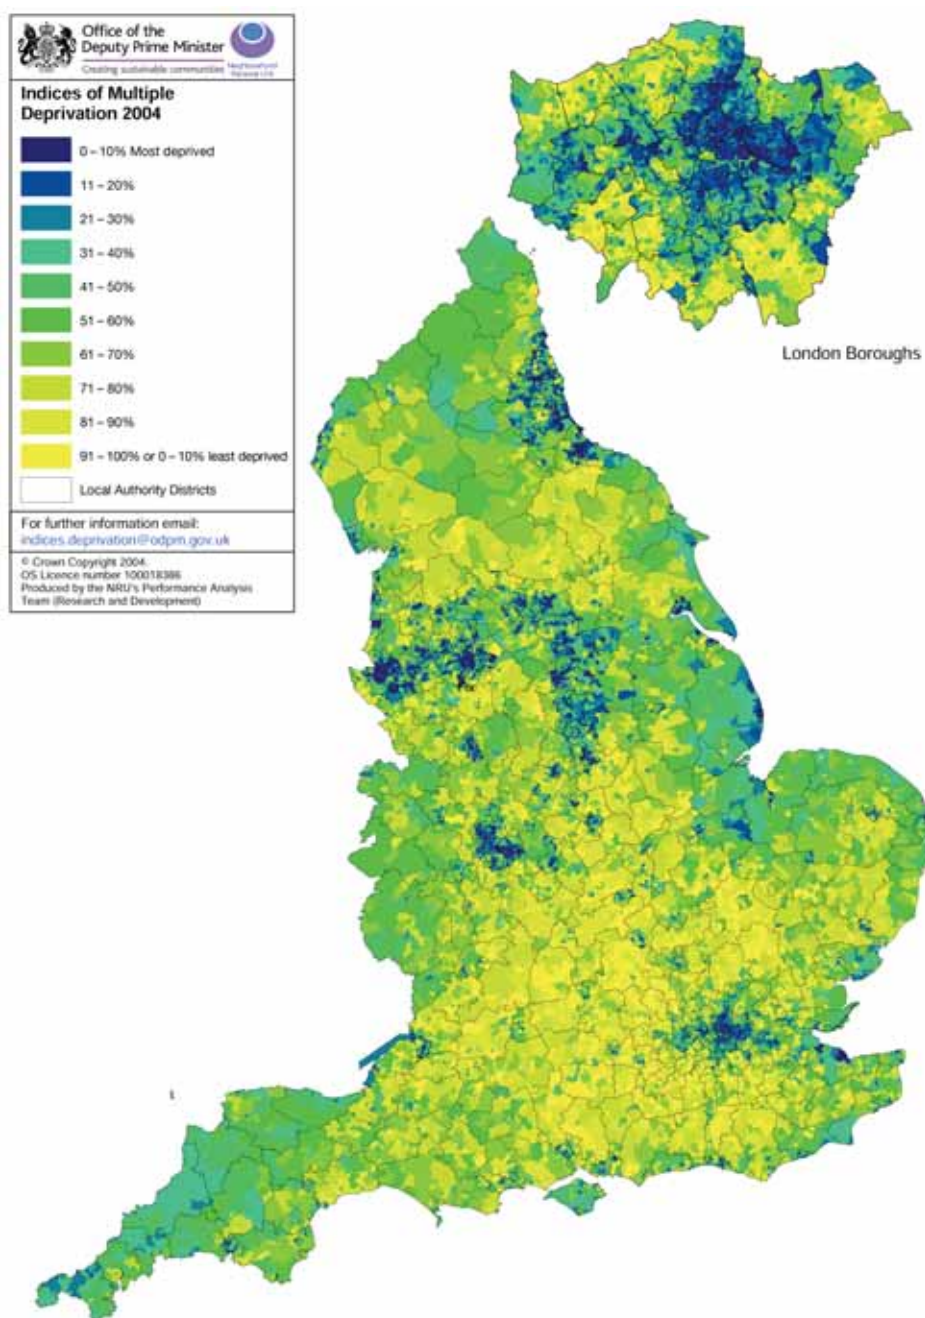 Office of the
Deputy Prime Minister
Creating sustainable communities
Neighbourhood
Renewal Unit
Indices of Multiple
Deprivation 2004
0 – 10% Most deprived
11 – 20%
21 – 30%
31 – 40%
41 – 50%
51 – 60%
61 – 70%
71 – 80%
81 – 90%
91 – 100% or 0 – 10% least deprived
Local Authority Districts
For further information email:
indices.deprivation@odpm.gov.uk
© Crown Copyright 2004.
OS Licence number 100018386
Produced by the NRU's Performance Analysis
Team (Research and Development)
London Boroughs